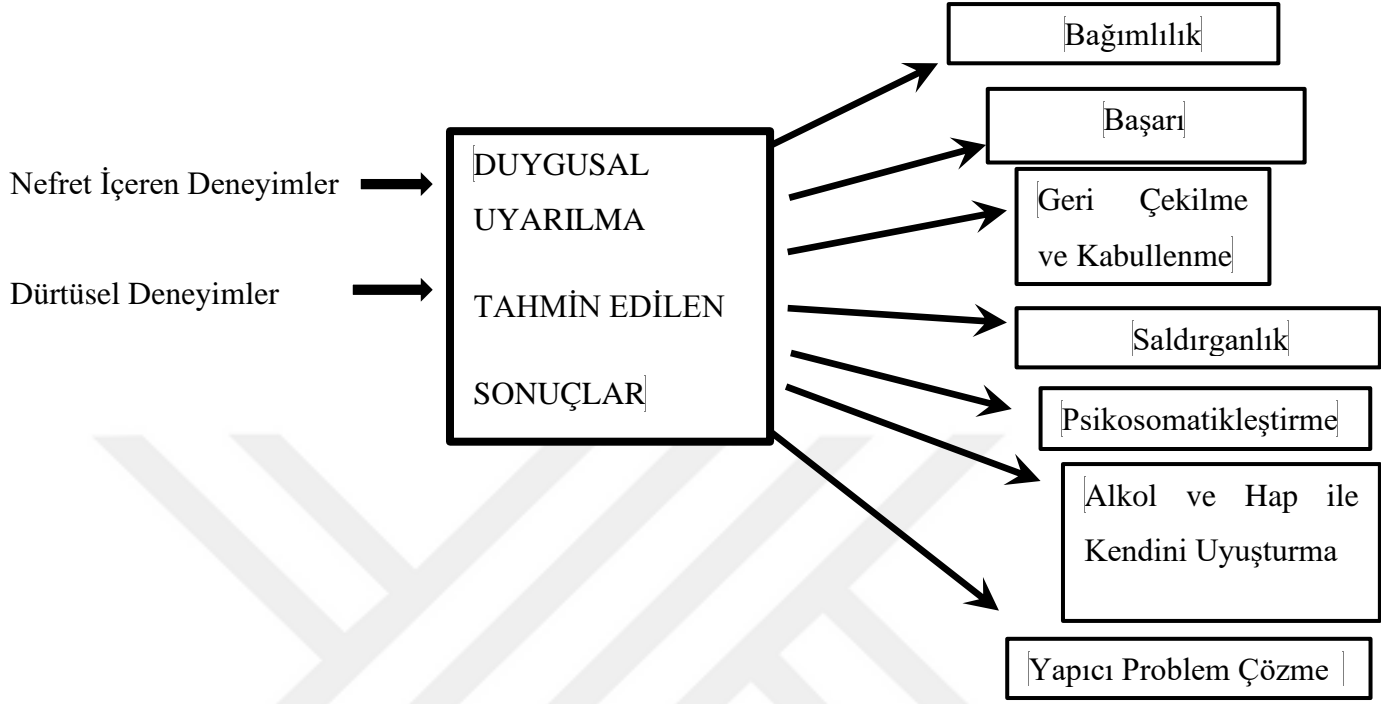 Nefret İçeren Deneyimler
Dürtüsel Deneyimler
DUYGUSAL
UYARILMA
TAHMİN EDİLEN
SONUÇLAR
Bağımlılık
Başarı
Geri Çekilme
ve Kabullenme
Saldırganlık
Psikosomatikleştirme
Alkol ve Hap ile
Kendini Uyuşturma
Yapıcı Problem Çözme